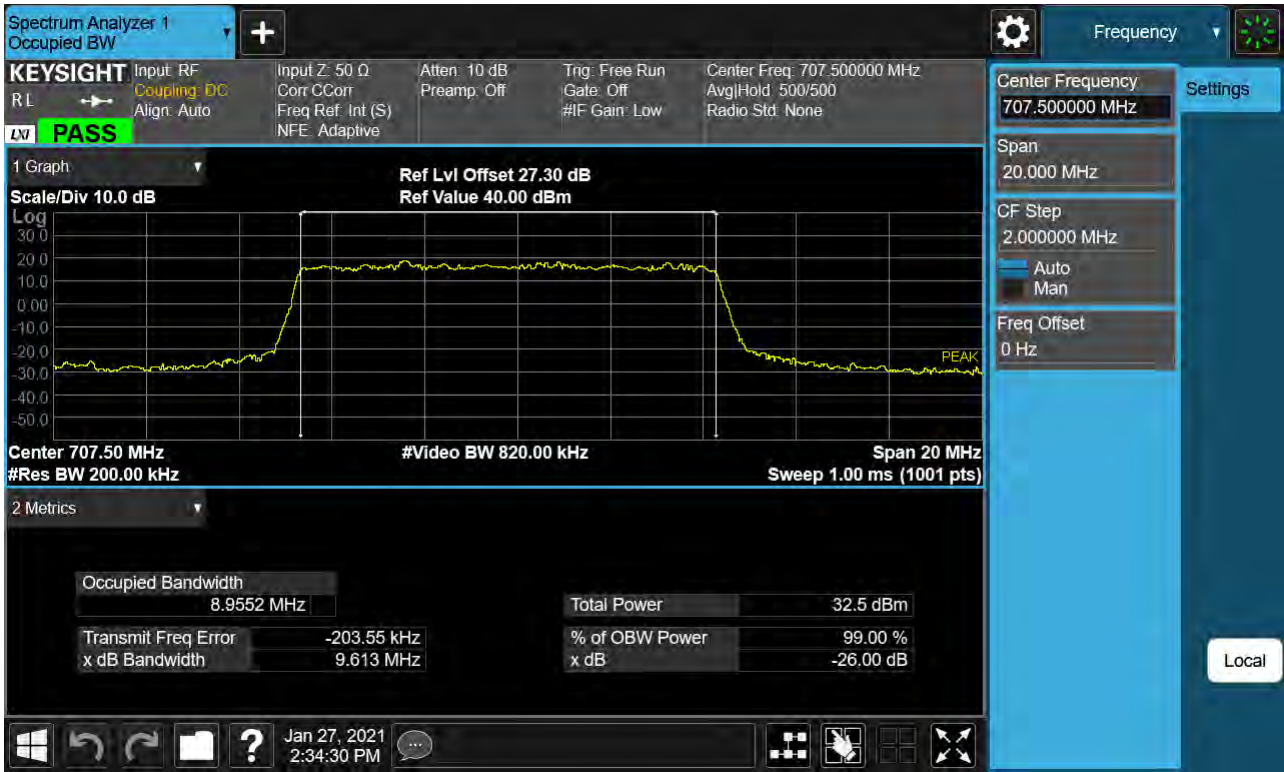 Spectrum Analyzer 1
Occupied BW
+
Frequency
KEYSIGHT
RL
LXI
PASS
Input: RF
Coupling: DC
Align: Auto
Input Z: 50 Ω
Corr CCorr
Freq Ref: Int (S)
NFE: Adaptive
Atten: 10 dB
Preamp: Off
Trig: Free Run
Gate: Off
#IF Gain: Low
Center Freq: 707.500000 MHz
Avg|Hold: 500/500
Radio Std: None
Center Frequency
707.500000 MHz
Settings
Span
20.000 MHz
CF Step
2.000000 MHz
Auto
Man
Freq Offset
0 Hz
1 Graph
Scale/Div 10.0 dB
Ref Lvl Offset 27.30 dB
Ref Value 40.00 dBm
Log
30.0
20.0
10.0
0.00
-10.0
-20.0
-30.0
-40.0
-50.0
PEAK
Center 707.50 MHz
#Video BW 820.00 kHz
Span 20 MHz
#Res BW 200.00 kHz
Sweep 1.00 ms (1001 pts)
2 Metrics
Occupied Bandwidth
8.9552 MHz
Total Power 32.5 dBm
Transmit Freq Error -203.55 kHz
% of OBW Power 99.00 %
x dB Bandwidth 9.613 MHz
x dB -26.00 dB
Local
?
Jan 27, 2021
2:34:30 PM